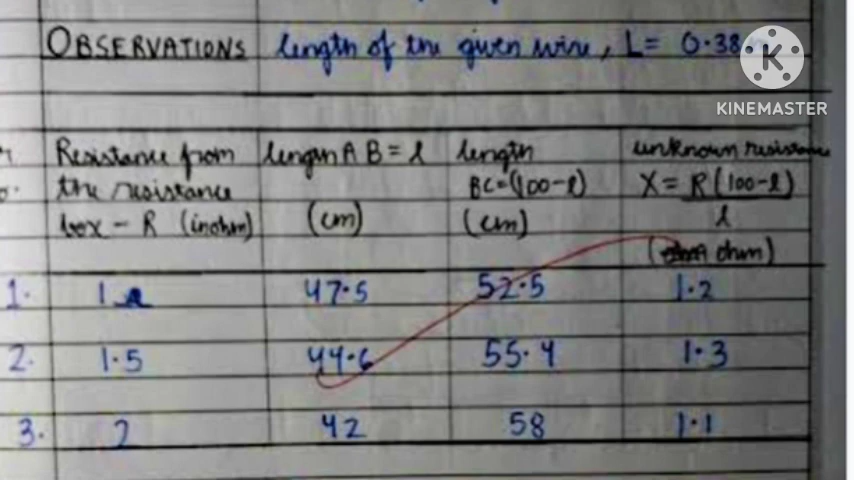 OBSERVATIONS length of the given wire, L = 0.38
KINEMASTER
Resistance from length AB = l length unknown resistance
the resistance BC=(100-l) X = R(100-l)
box - R (in ohm) (cm) (cm) l
(ohm)
1. 1 47.5 52.5 1.2
2. 1.5 44.6 55.4 1.3
3. 2 42 58 1.1